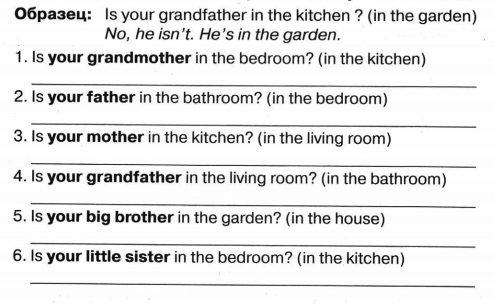 Образец: Is your grandfather in the kitchen ? (in the garden)
No, he isn't. He's in the garden.
1. Is your grandmother in the bedroom? (in the kitchen)
2. Is your father in the bathroom? (in the bedroom)
3. Is your mother in the kitchen? (in the living room)
4. Is your grandfather in the living room? (in the bathroom)
5. Is your big brother in the garden? (in the house)
6. Is your little sister in the bedroom? (in the kitchen)